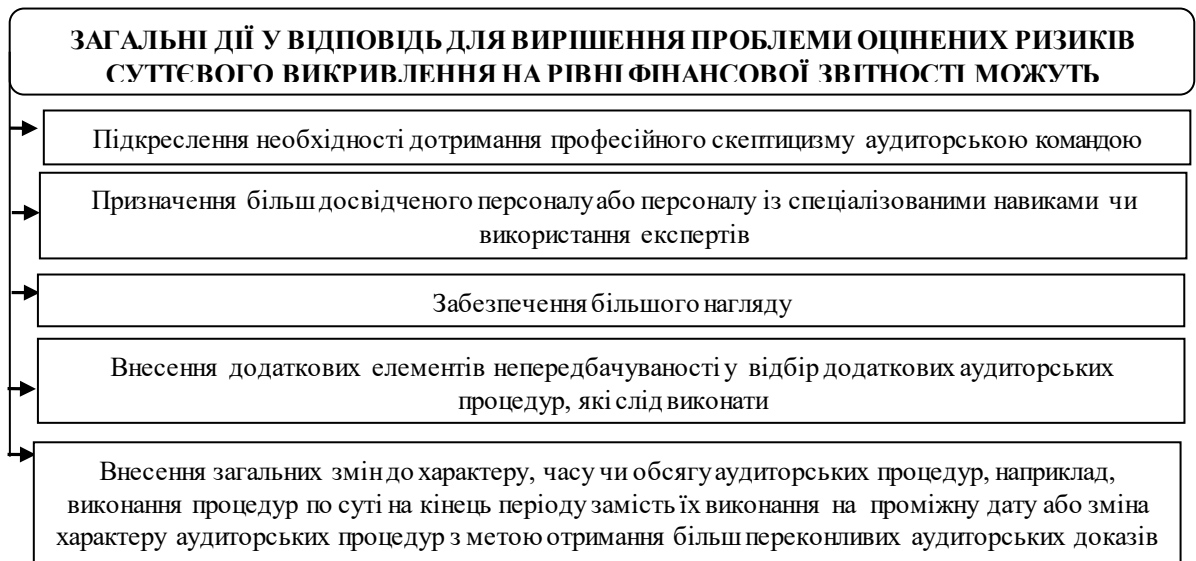 ЗАГАЛЬНІ ДІЇ У ВІДПОВІДЬ ДЛЯ ВИРІШЕННЯ ПРОБЛЕМИ ОЦІНЕНИХ РИЗИКІВ
СУТТЄВОГО ВИКРИВЛЕННЯ НА РІВНІ ФІНАНСОВОЇ ЗВІТНОСТІ МОЖУТЬ
Підкреслення необхідності дотримання професійного скептицизму аудиторською командою
Призначення більш досвідченого персоналу або персоналу із спеціалізованими навиками чи
використання експертів
Забезпечення більшого нагляду
Внесення додаткових елементів непередбачуваності у відбір додаткових аудиторських
процедур, які слід виконати
Внесення загальних змін до характеру, часу чи обсягу аудиторських процедур, наприклад,
виконання процедур по суті на кінець періоду замість їх виконання на проміжну дату або зміна
характеру аудиторських процедур з метою отримання більш переконливих аудиторських доказів